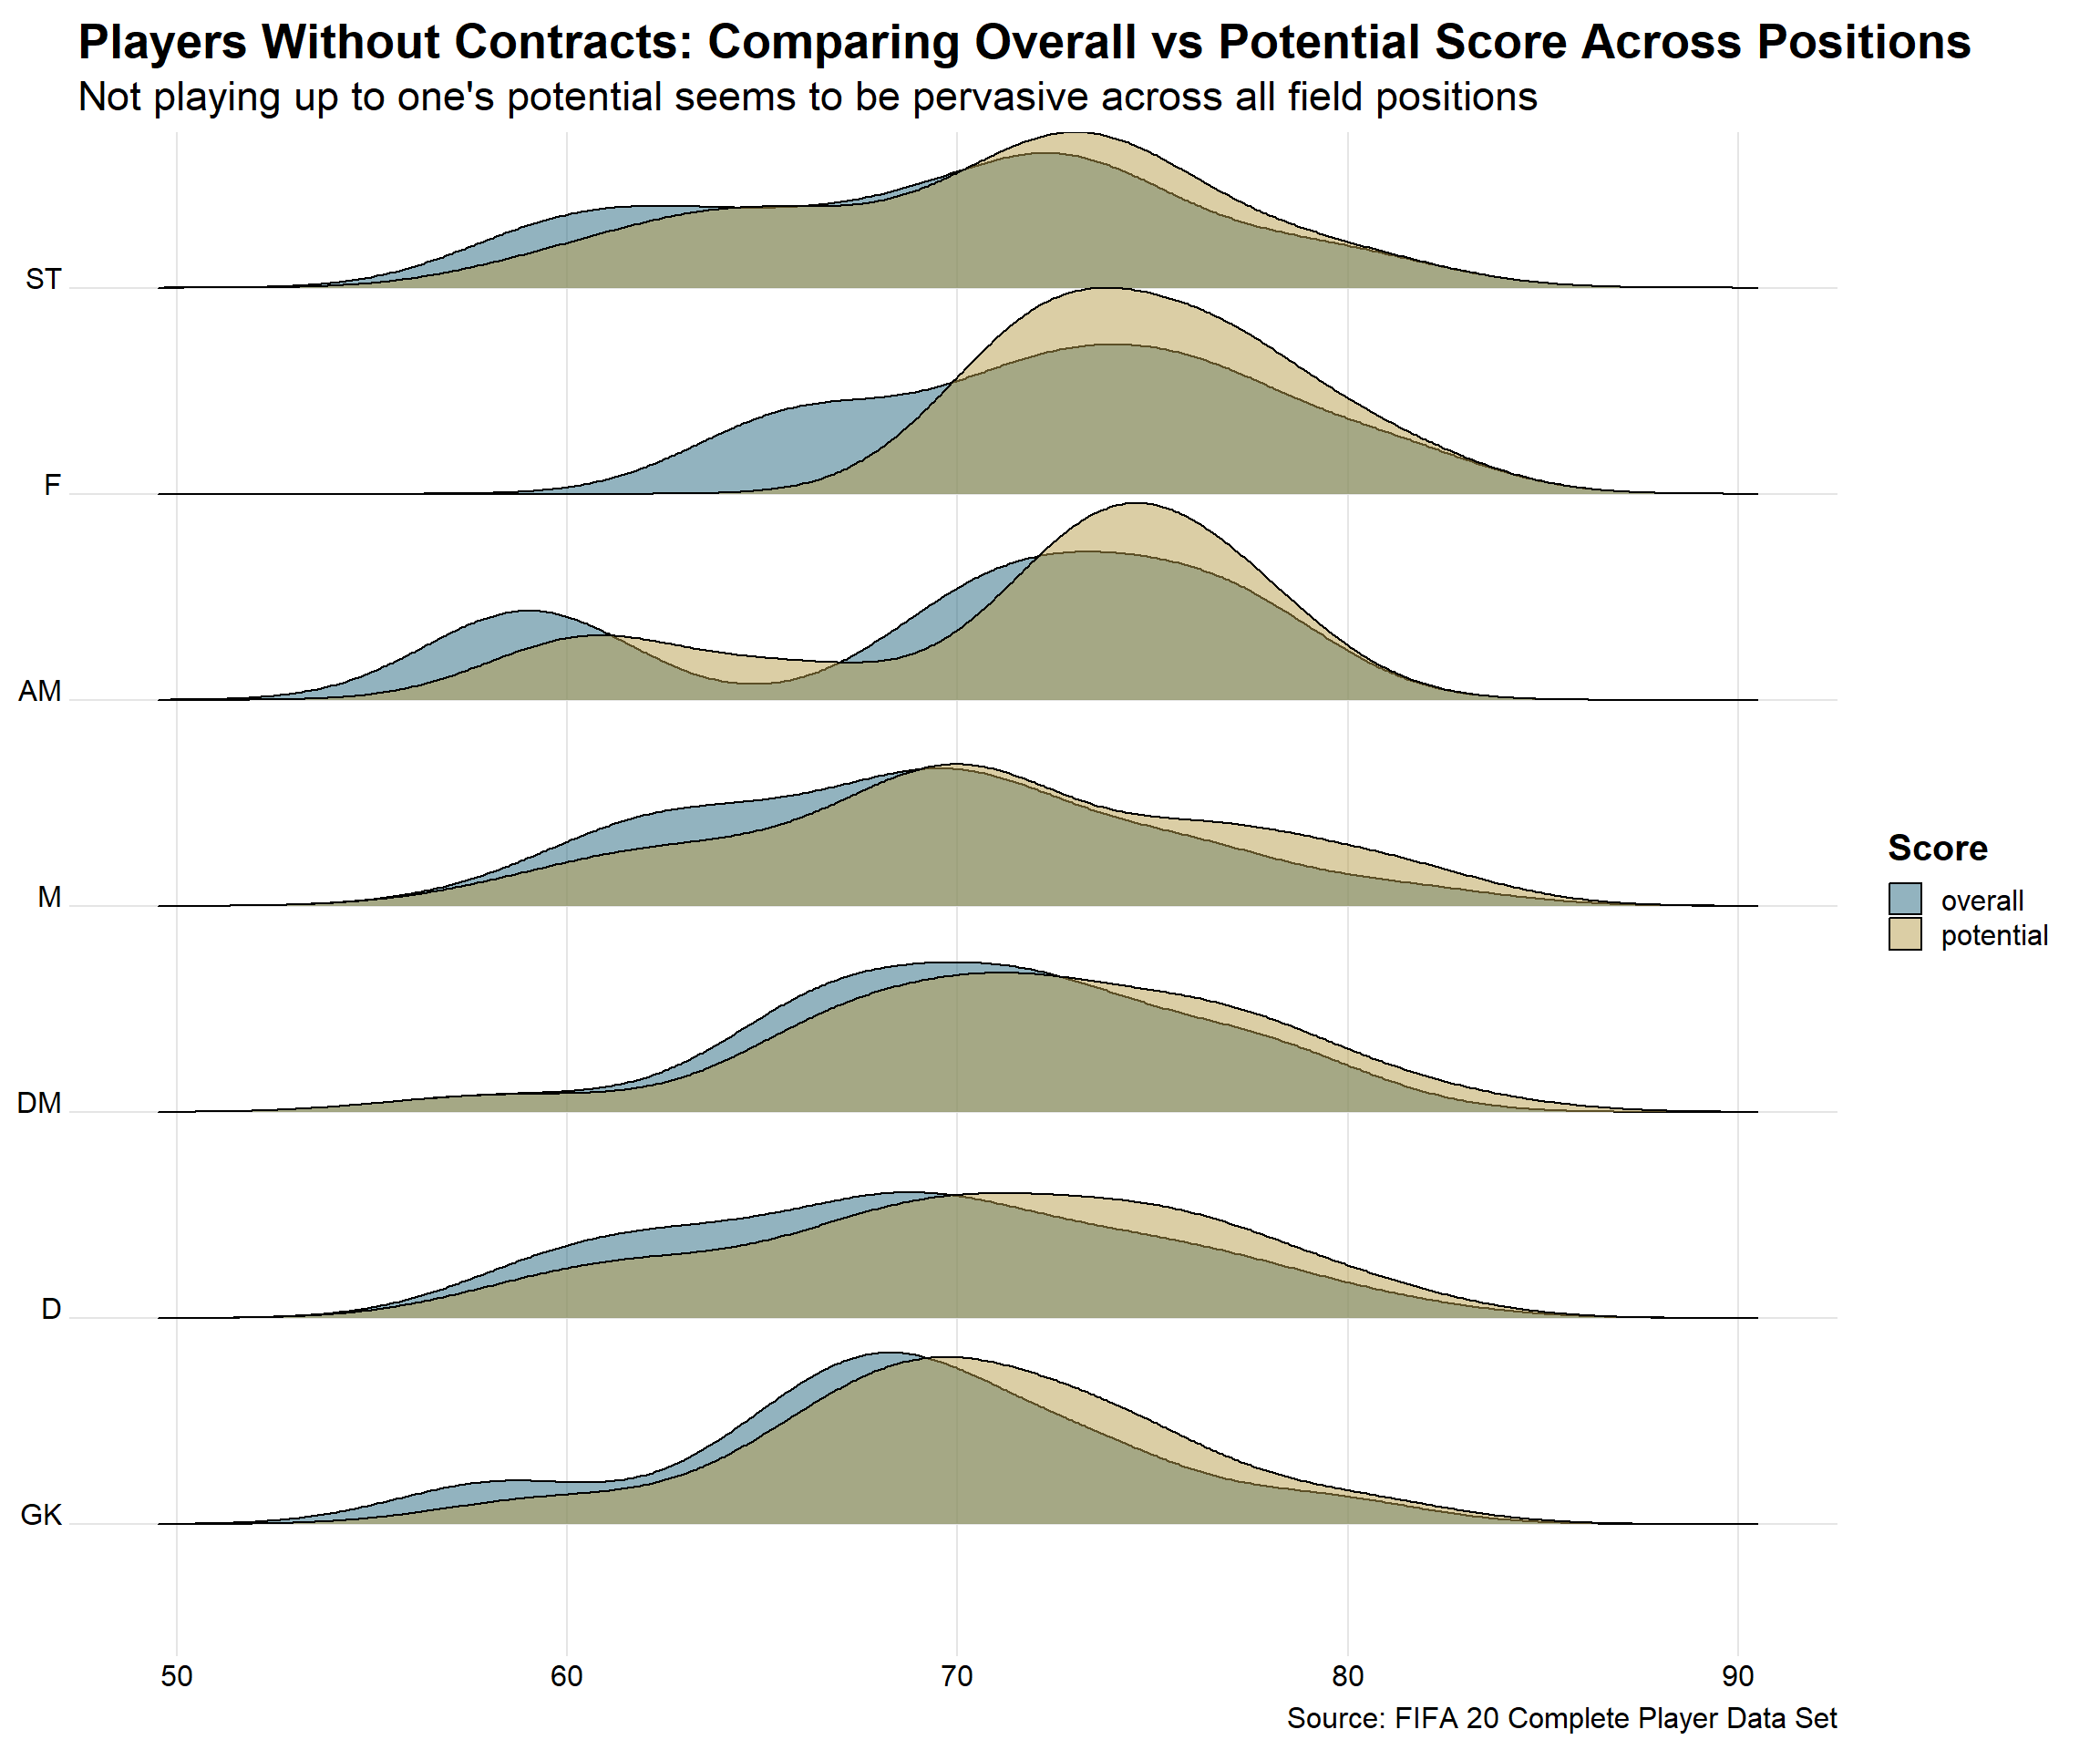 Players Without Contracts: Comparing Overall vs Potential Score Across Positions
Not playing up to one's potential seems to be pervasive across all field positions
ST
F
AM
M
DM
D
GK
50 60 70 80 90
Source: FIFA 20 Complete Player Data Set
Score
overall
potential